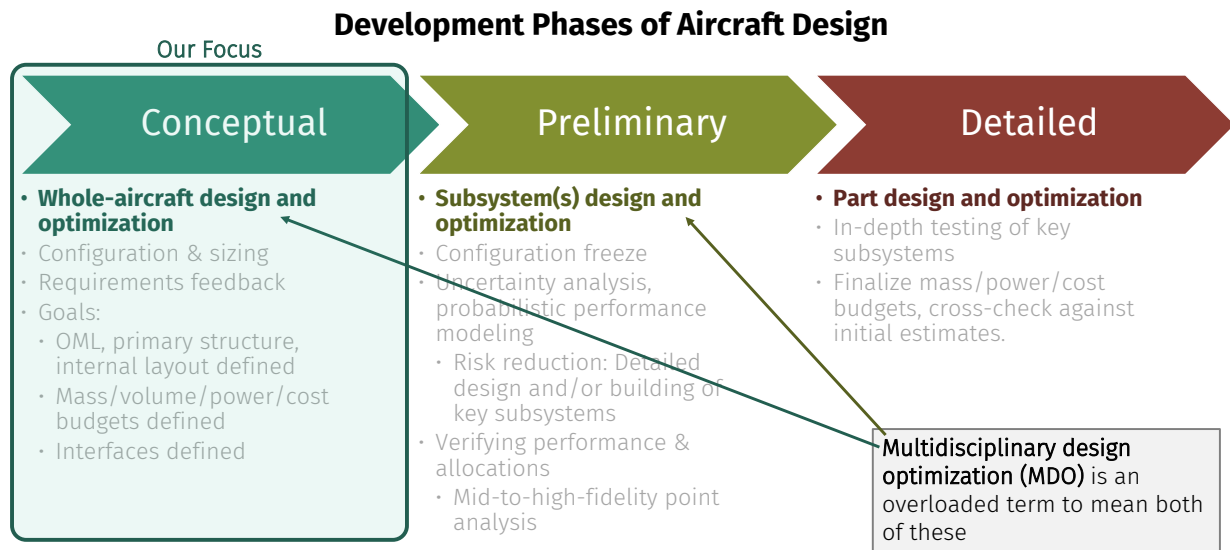 Development Phases of Aircraft Design
Our Focus
Conceptual
• Whole-aircraft design and
optimization
• Configuration & sizing
• Requirements feedback
• Goals:
• OML, primary structure,
internal layout defined
• Mass/volume/power/cost
budgets defined
• Interfaces defined
Preliminary
• Subsystem(s) design and
optimization
• Configuration freeze
• Uncertainty analysis,
probabilistic performance
modeling
• Risk reduction: Detailed
design and/or building of
key subsystems
• Verifying performance &
allocations
• Mid-to-high-fidelity point
analysis
Detailed
• Part design and optimization
• In-depth testing of key
subsystems
• Finalize mass/power/cost
budgets, cross-check against
initial estimates.
Multidisciplinary design
optimization (MDO) is an
overloaded term to mean both
of these